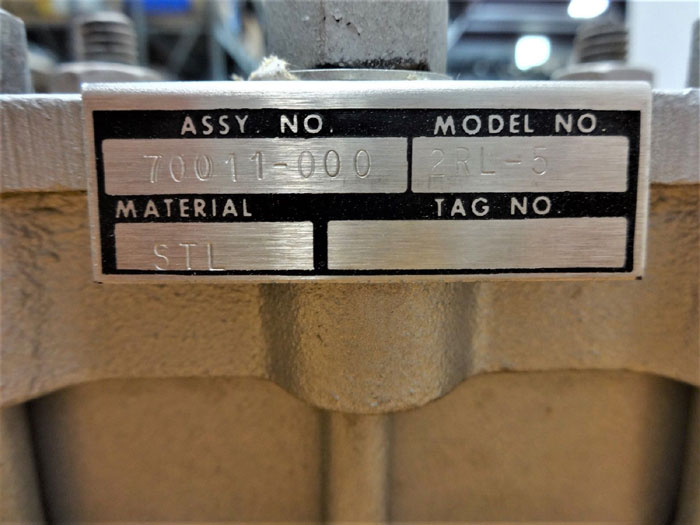 ASSY. NO. MODEL NO.
70011-000 2RL-5
MATERIAL TAG NO.
STL